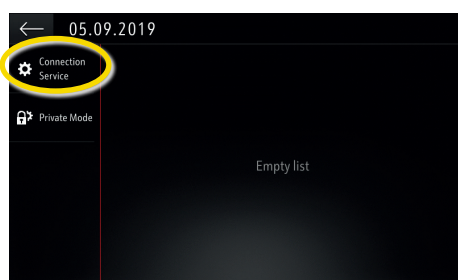 05.09.2019
Connection
Service
Private Mode
Empty list